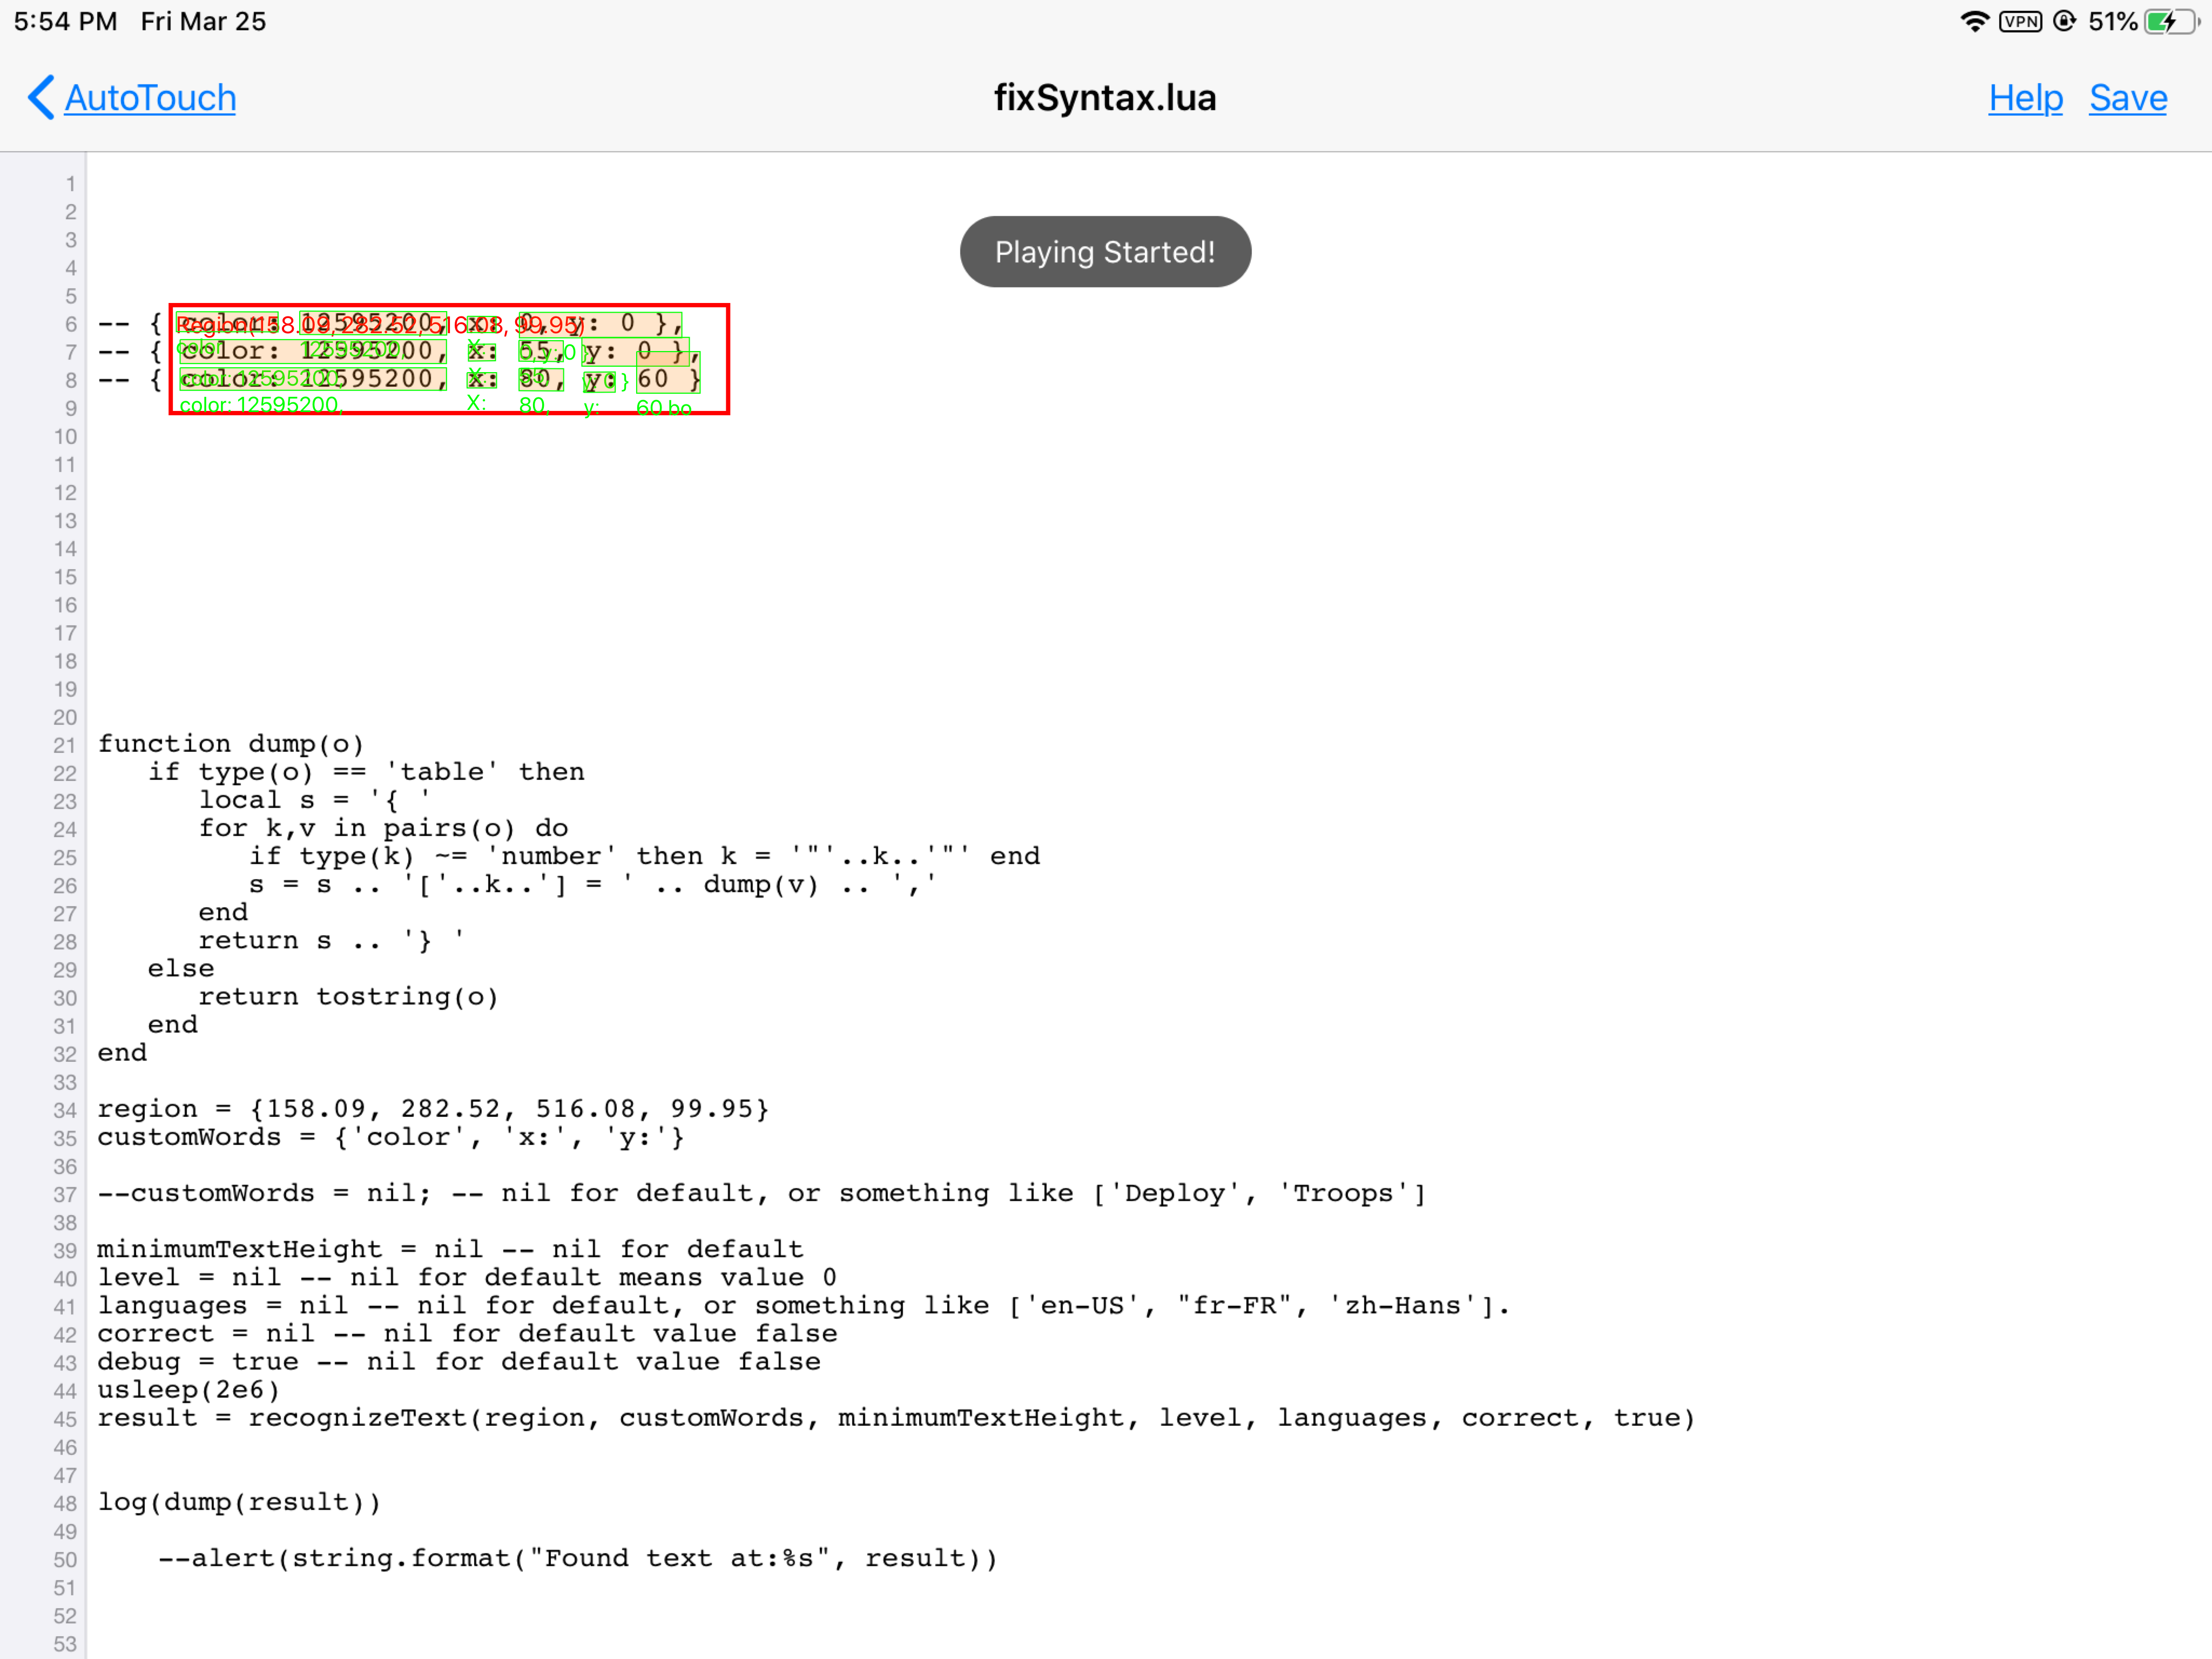 5:54 PM Fri Mar 25
VPN 51%
AutoTouch
fixSyntax.lua
Help Save
Playing Started!
1
2
3
4
5
6 -- { color: 12595200, x: 0, y: 0 },
Region(158.09, 282.52, 516.08, 99.95)
7 -- { color: 12595200, x: 55, y: 0 },
color: 12595200, X: 0, y: 0 },
8 -- { color: 12595200, x: 80, y: 60 }
color: 12595200, X: 55, y: 0 }
9
color: 12595200, X: 80, y: 60 bo
10
11
12
13
14
15
16
17
18
19
20
21 function dump(o)
22 if type(o) == 'table' then
23 local s = '{ '
24 for k,v in pairs(o) do
25 if type(k) ~= 'number' then k = '"'..k..'"' end
26 s = s .. '['..k..'] = ' .. dump(v) .. ','
27 end
28 return s .. '} '
29 else
30 return tostring(o)
31 end
32 end
33
34 region = {158.09, 282.52, 516.08, 99.95}
35 customWords = {'color', 'x:', 'y:'}
36
37 --customWords = nil; -- nil for default, or something like ['Deploy', 'Troops']
38
39 minimumTextHeight = nil -- nil for default
40 level = nil -- nil for default means value 0
41 languages = nil -- nil for default, or something like ['en-US', "fr-FR", 'zh-Hans'].
42 correct = nil -- nil for default value false
43 debug = true -- nil for default value false
44 usleep(2e6)
45 result = recognizeText(region, customWords, minimumTextHeight, level, languages, correct, true)
46
47
48 log(dump(result))
49
50 --alert(string.format("Found text at:%s", result))
51
52
53